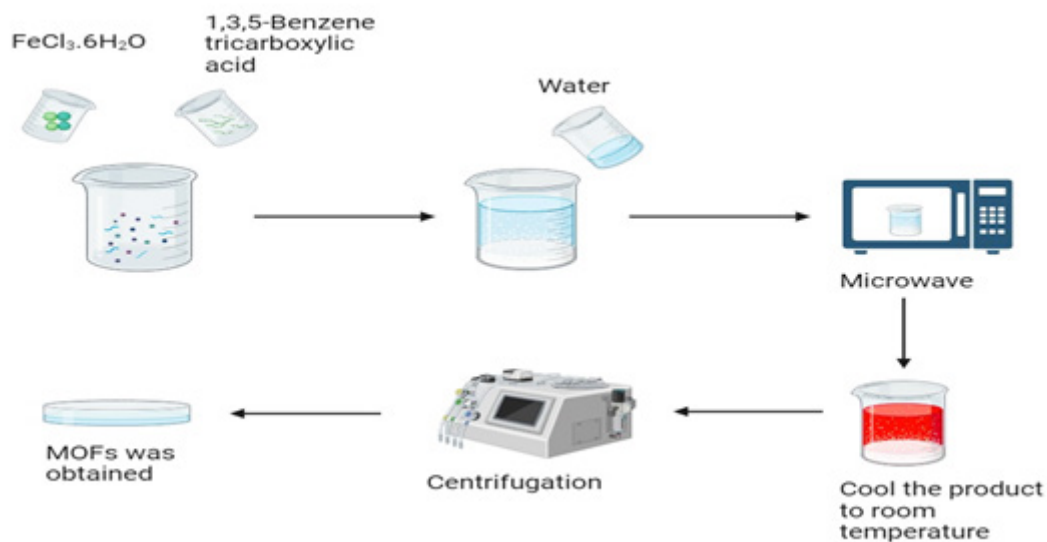 FeCl₃.6H₂O
1,3,5-Benzene
tricarboxylic
acid
Water
Microwave
Cool the product
to room
temperature
Centrifugation
MOFs was
obtained